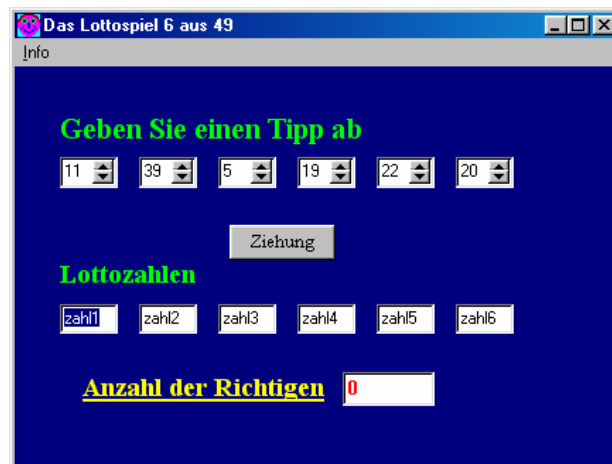 Das Lottospiel 6 aus 49
Info
Geben Sie einen Tipp ab
11 39 5 19 22 20
Ziehung
Lottozahlen
zahl1 zahl2 zahl3 zahl4 zahl5 zahl6
Anzahl der Richtigen 0